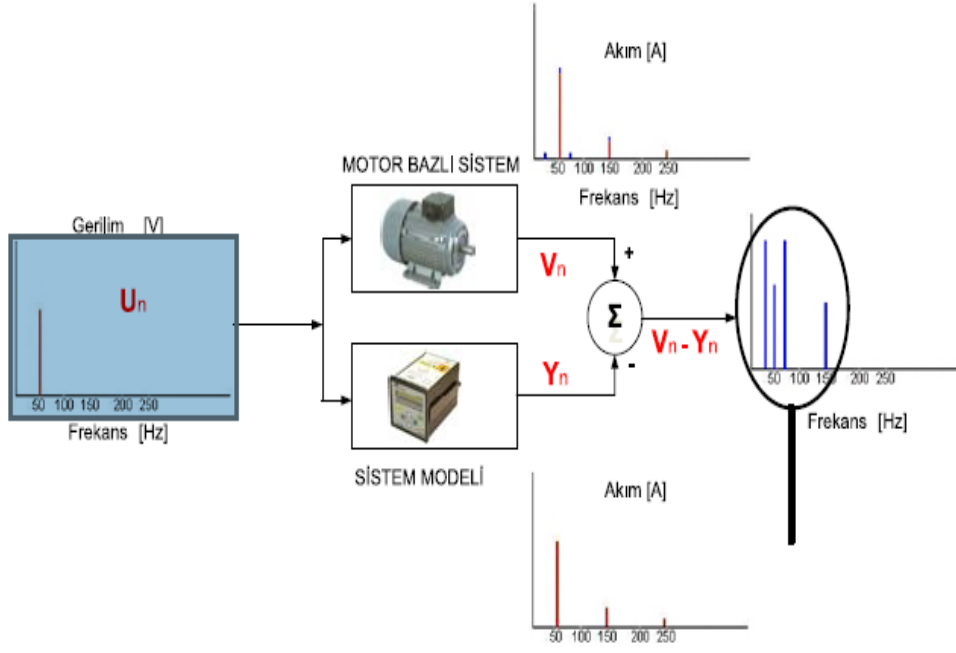 Akım [A]
50 100 150 200 250
Frekans [Hz]
MOTOR BAZLI SİSTEM
Gerilim [V]
Un
50 100 150 200 250
Frekans [Hz]
Vn
+
Σ
-
Yn
Vn - Yn
50 100 150 200 250
Frekans [Hz]
SİSTEM MODELİ
Akım [A]
50 100 150 200 250